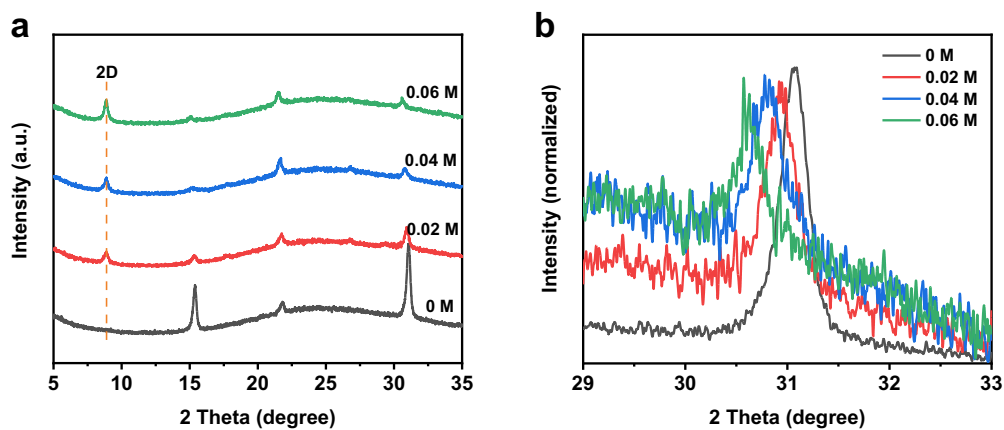 a
2D
0.06 M
0.04 M
0.02 M
0 M
Intensity (a.u.)
5 10 15 20 25 30 35
2 Theta (degree)
b
0 M
0.02 M
0.04 M
0.06 M
Intensity (normalized)
29 30 31 32 33
2 Theta (degree)